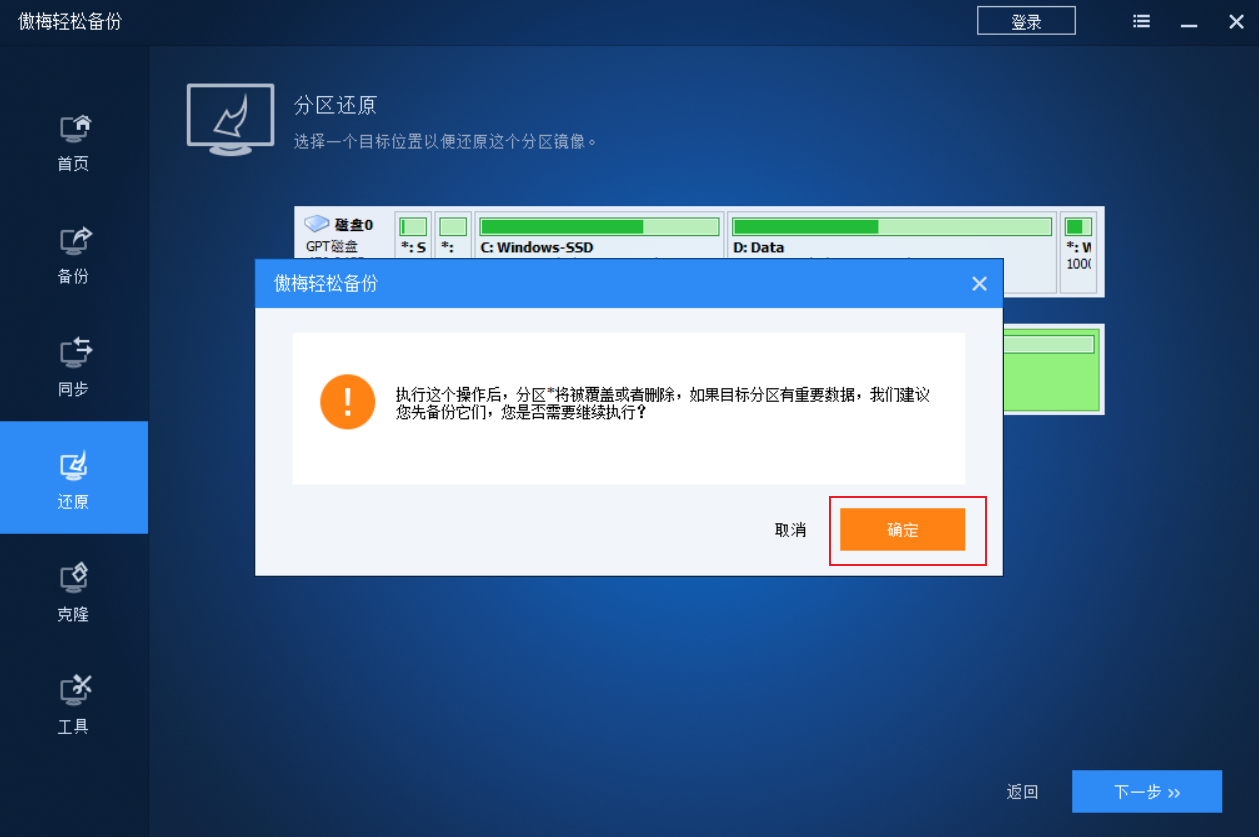 傲梅轻松备份
登录
首页
备份
同步
还原
克隆
工具
分区还原
选择一个目标位置以便还原这个分区镜像。
磁盘0
GPT磁盘
*: S
*:
C: Windows-SSD
D: Data
*: W
100
傲梅轻松备份
执行这个操作后，分区*将被覆盖或者删除，如果目标分区有重要数据，我们建议
您先备份它们，您是否需要继续执行？
取消
确定
返回
下一步 >>